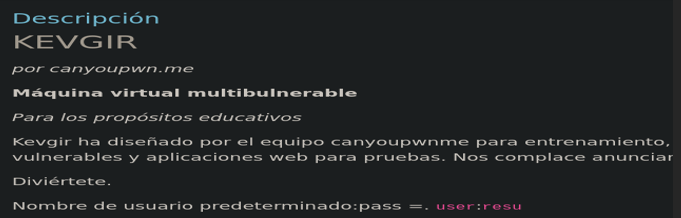 Descripción
KEVGIR
por canyoupwn.me
Máquina virtual multibulnerable
Para los propósitos educativos
Kevgir ha diseñado por el equipo canyoupwnme para entrenamiento,
vulnerables y aplicaciones web para pruebas. Nos complace anunciar
Diviértete.
Nombre de usuario predeterminado:pass =. user:resu